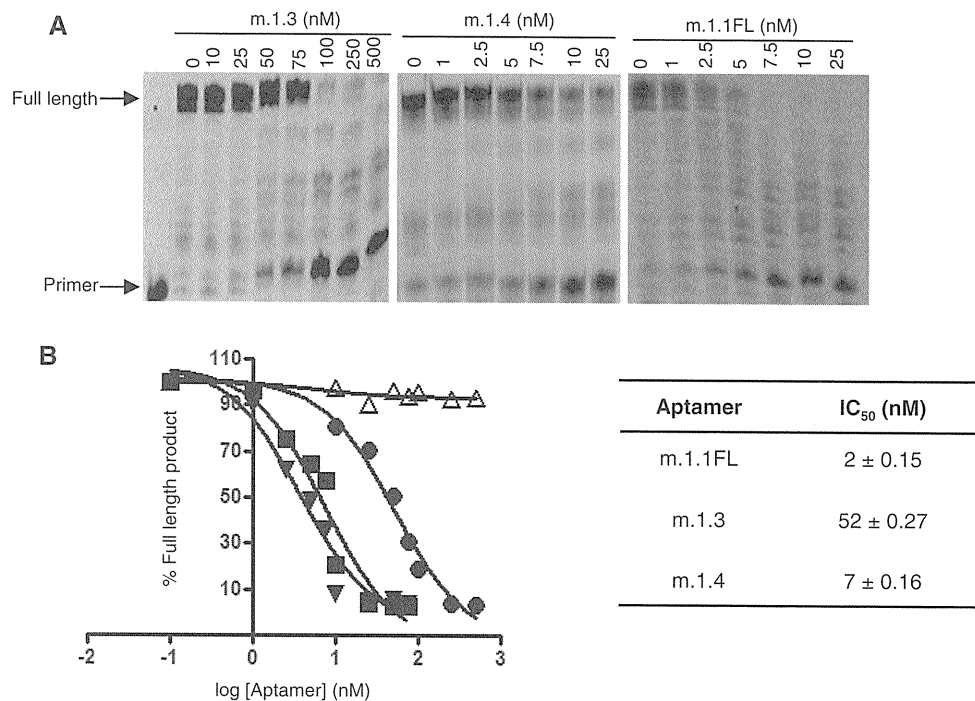 A
m.1.3 (nM)
m.1.4 (nM)
m.1.1FL (nM)
0 10 25 50 75 100 250 500
0 1 2.5 5 7.5 10 25
0 1 2.5 5 7.5 10 25
Full length
Primer
B
110
90
70
50
30
10
% Full length product
-2 -1 0 1 2 3
log [Aptamer] (nM)
Aptamer IC50 (nM)
m.1.1FL 2 ± 0.15
m.1.3 52 ± 0.27
m.1.4 7 ± 0.16